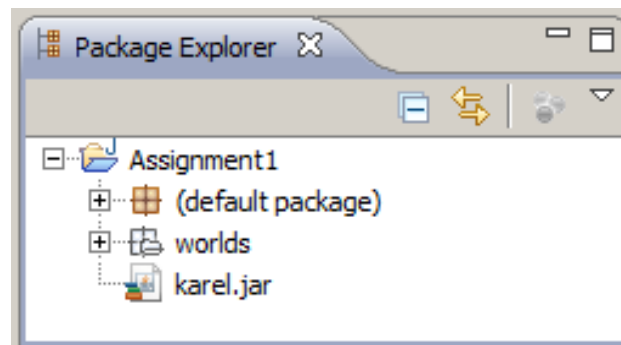 Package Explorer
Assignment1
(default package)
worlds
karel.jar